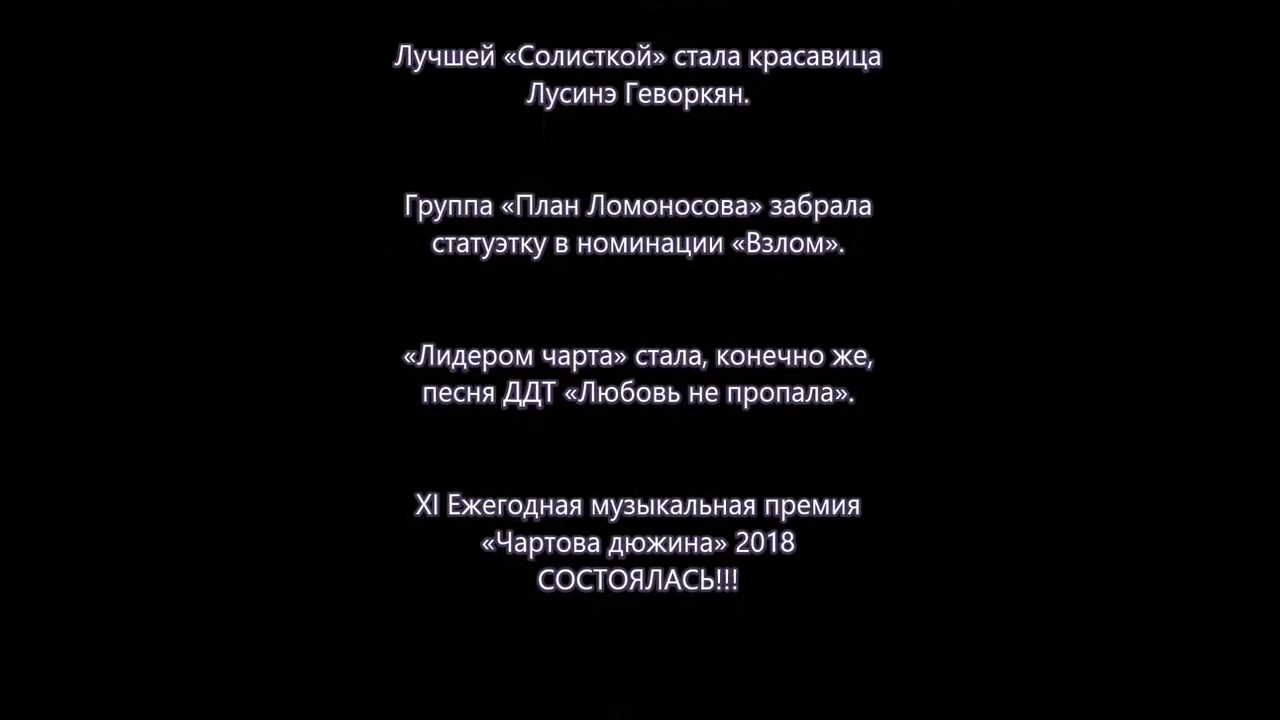 Лучшей «Солисткой» стала красавица
Лусинэ Геворкян.
Группа «План Ломоносова» забрала
статуэтку в номинации «Взлом».
«Лидером чарта» стала, конечно же,
песня ДДТ «Любовь не пропала».
XI Ежегодная музыкальная премия
«Чартова дюжина» 2018
СОСТОЯЛАСЬ!!!